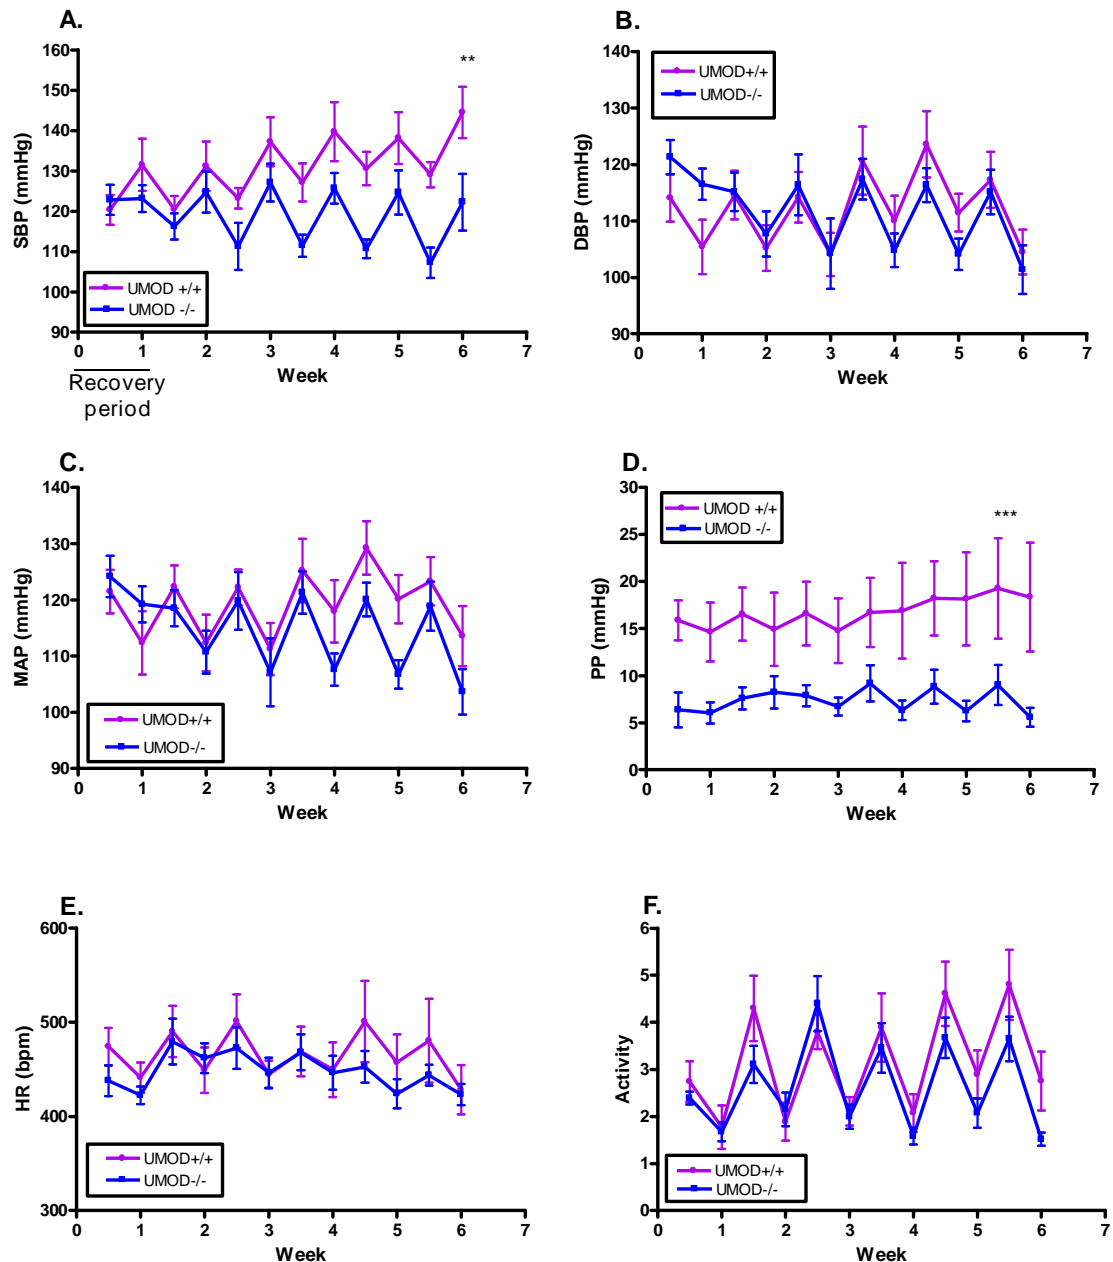 A.
160
150
140
130
120
110
100
90
SBP (mmHg)
**
UMOD +/+
UMOD -/-
0 1 2 3 4 5 6 7
Week
Recovery
period
B.
140
130
120
110
100
90
DBP (mmHg)
UMOD+/+
UMOD-/-
0 1 2 3 4 5 6 7
Week
C.
140
130
120
110
100
90
MAP (mmHg)
UMOD+/+
UMOD-/-
0 1 2 3 4 5 6 7
Week
D.
30
25
20
15
10
5
0
PP (mmHg)
UMOD +/+
UMOD -/-
***
0 1 2 3 4 5 6 7
Week
E.
600
500
400
300
HR (bpm)
UMOD+/+
UMOD-/-
0 1 2 3 4 5 6 7
Week
F.
6
5
4
3
2
1
0
Activity
UMOD+/+
UMOD-/-
0 1 2 3 4 5 6 7
Week